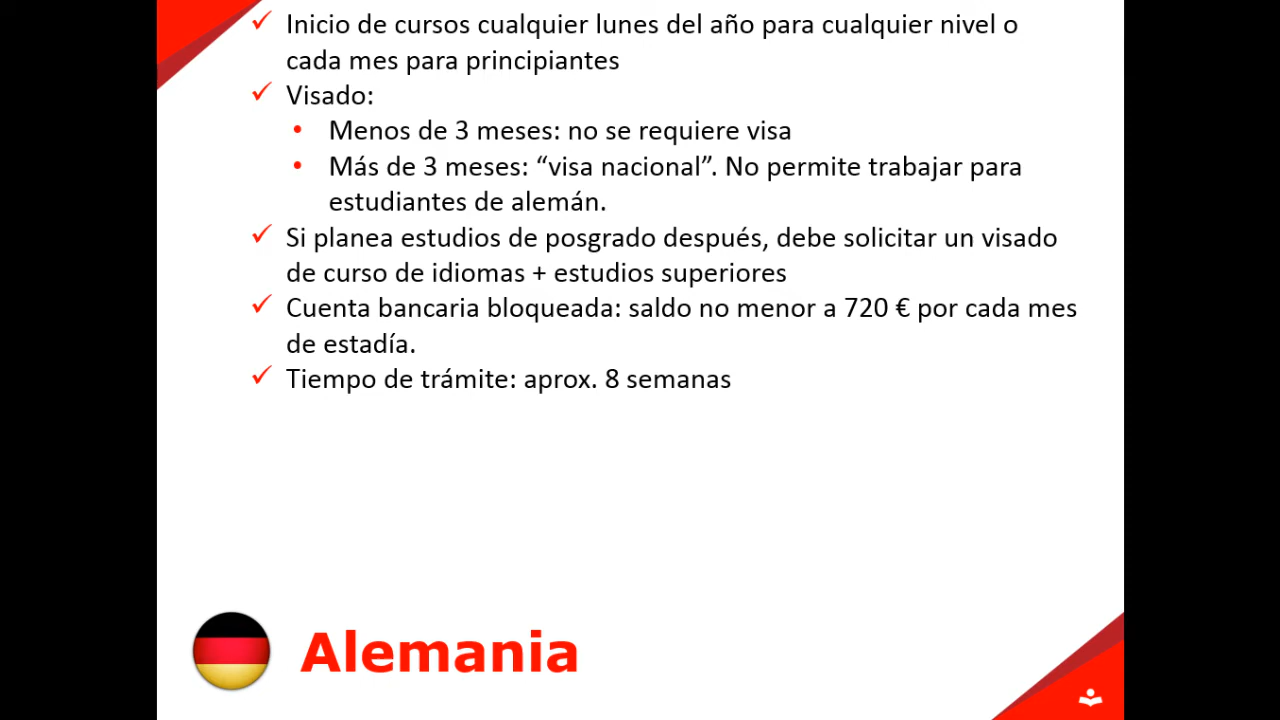 Inicio de cursos cualquier lunes del año para cualquier nivel o
cada mes para principiantes
Visado:
Menos de 3 meses: no se requiere visa
Más de 3 meses: “visa nacional”. No permite trabajar para
estudiantes de alemán.
Si planea estudios de posgrado después, debe solicitar un visado
de curso de idiomas + estudios superiores
Cuenta bancaria bloqueada: saldo no menor a 720 € por cada mes
de estadía.
Tiempo de trámite: aprox. 8 semanas
Alemania